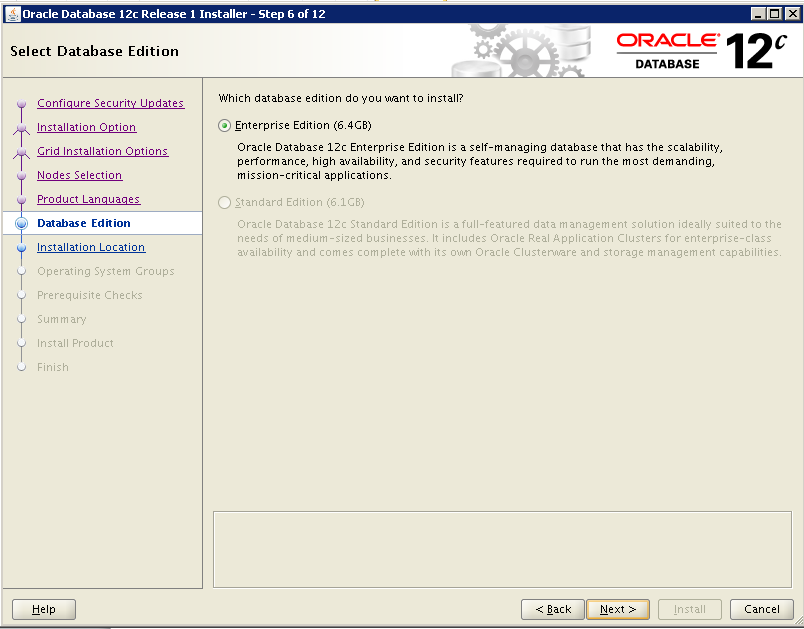 Oracle Database 12c Release 1 Installer - Step 6 of 12
Select Database Edition
ORACLE®
DATABASE
12c
Configure Security Updates
Installation Option
Grid Installation Options
Nodes Selection
Product Languages
Database Edition
Installation Location
Operating System Groups
Prerequisite Checks
Summary
Install Product
Finish
Which database edition do you want to install?
Enterprise Edition (6.4GB)
Oracle Database 12c Enterprise Edition is a self-managing database that has the scalability,
performance, high availability, and security features required to run the most demanding,
mission-critical applications.
Standard Edition (6.1GB)
Oracle Database 12c Standard Edition is a full-featured data management solution ideally suited to the
needs of medium-sized businesses. It includes Oracle Real Application Clusters for enterprise-class
availability and comes complete with its own Oracle Clusterware and storage management capabilities.
Help
< Back
Next >
Install
Cancel